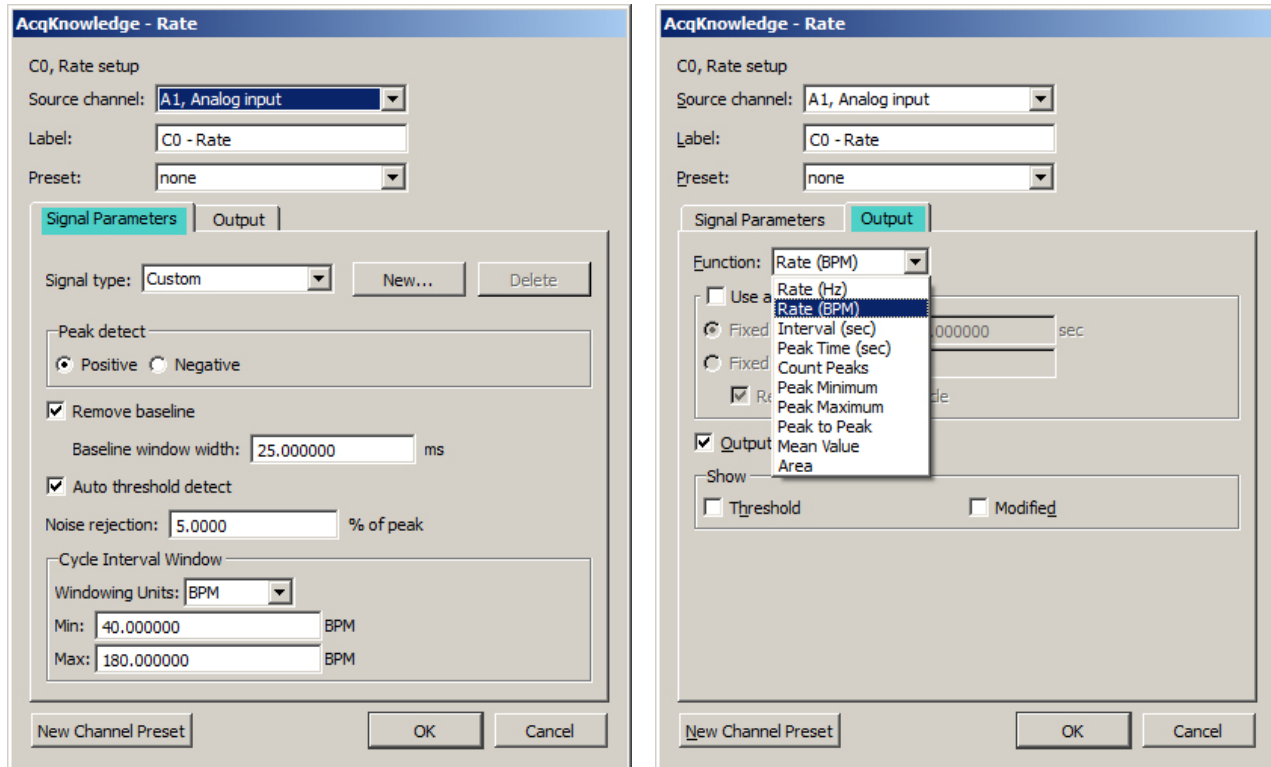 AcqKnowledge - Rate
C0, Rate setup
Source channel: A1, Analog input
Label: C0 - Rate
Preset: none
Signal Parameters Output
Signal type: Custom New... Delete
Peak detect
Positive Negative
Remove baseline
Baseline window width: 25.000000 ms
Auto threshold detect
Noise rejection: 5.0000 % of peak
Cycle Interval Window
Windowing Units: BPM
Min: 40.000000 BPM
Max: 180.000000 BPM
New Channel Preset OK Cancel
AcqKnowledge - Rate
C0, Rate setup
Source channel: A1, Analog input
Label: C0 - Rate
Preset: none
Signal Parameters Output
Function: Rate (BPM)
Use a
Rate (Hz)
Rate (BPM)
Fixed Interval (sec) .000000 sec
Peak Time (sec)
Fixed Count Peaks
Peak Minimum
Peak Maximum
Peak to Peak
Output Mean Value
Area
Show
Threshold Modified
New Channel Preset OK Cancel